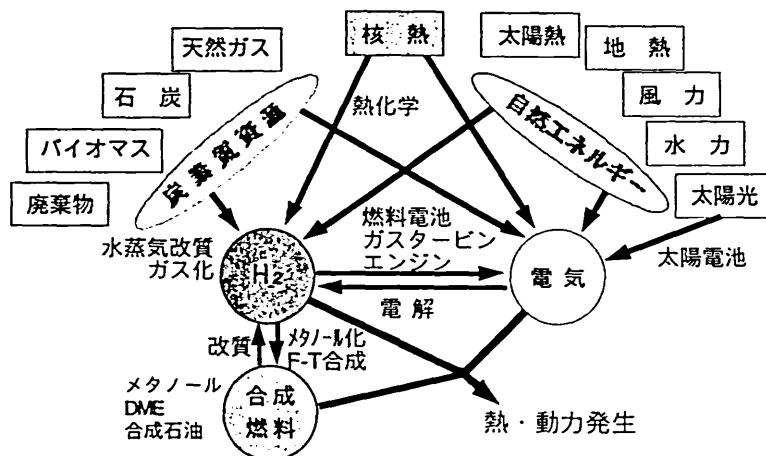 天然ガス
核 熱
太陽熱
地 熱
石 炭
風 力
熱化学
炭素質資源
自然エネルギー
バイオマス
水 力
廃棄物
太陽光
燃料電池
ガスタービン
エンジン
水蒸気改質
ガス化
太陽電池
H2
電 気
電 解
改質
メタノール化
F-T合成
メタノール
DME
合成石油
合成
燃料
熱・動力発生